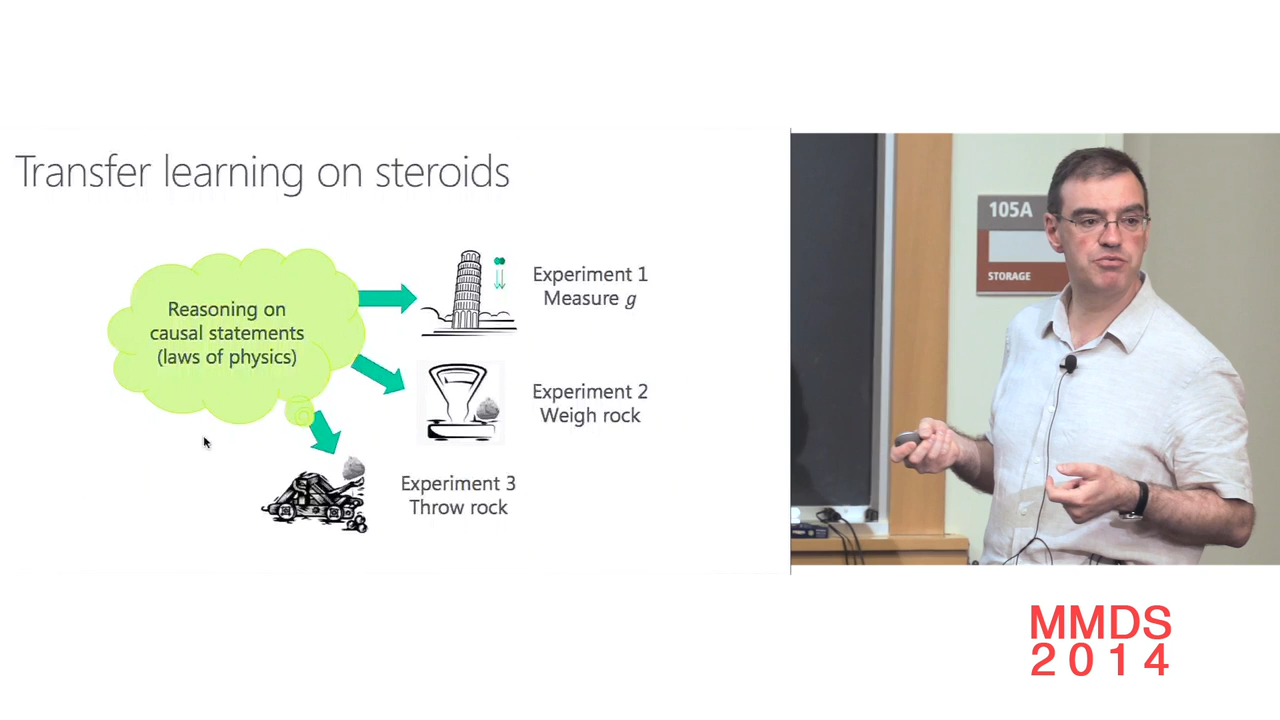 Transfer learning on steroids
Reasoning on
causal statements
(laws of physics)
Experiment 1
Measure g
Experiment 2
Weigh rock
Experiment 3
Throw rock
105A
STORAGE
MMDS
2014